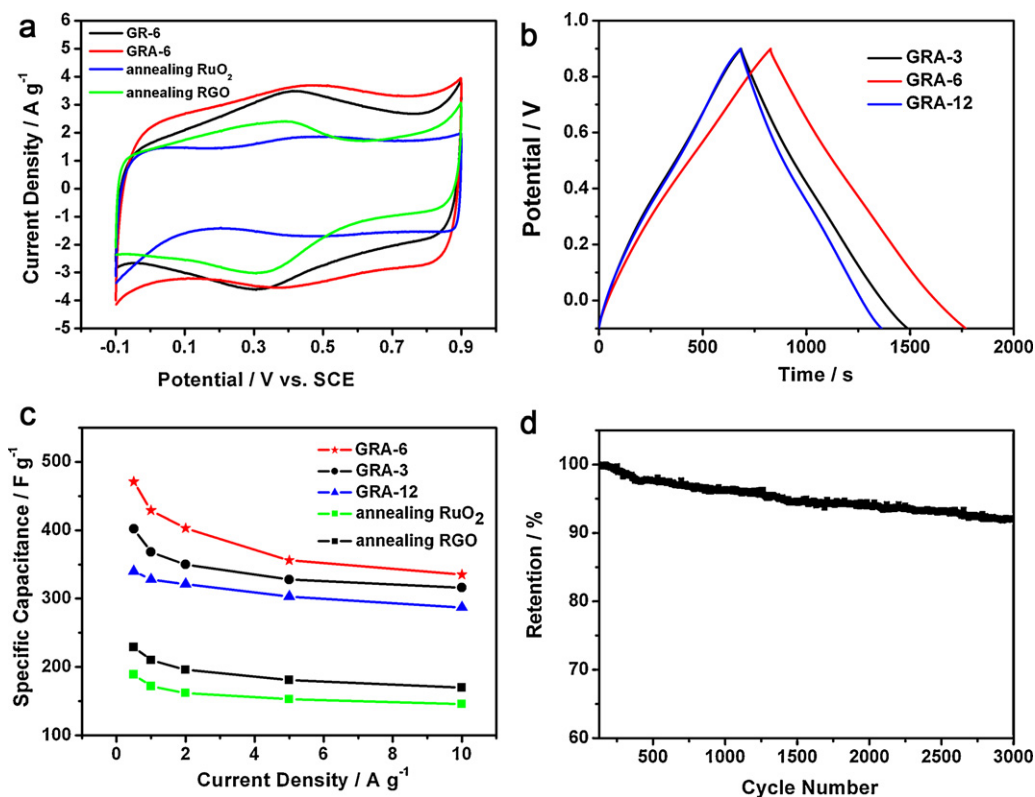 a
GR-6
GRA-6
annealing RuO₂
annealing RGO
Current Density / A g⁻¹
5
4
3
2
1
0
-1
-2
-3
-4
-5
-0.1 0.1 0.3 0.5 0.7 0.9
Potential / V vs. SCE
b
GRA-3
GRA-6
GRA-12
Potential / V
0.8
0.6
0.4
0.2
0.0
0 500 1000 1500 2000
Time / s
c
GRA-6
GRA-3
GRA-12
annealing RuO₂
annealing RGO
Specific Capacitance / F g⁻¹
500
400
300
200
100
0 2 4 6 8 10
Current Density / A g⁻¹
d
Retention / %
100
90
80
70
60
500 1000 1500 2000 2500 3000
Cycle Number